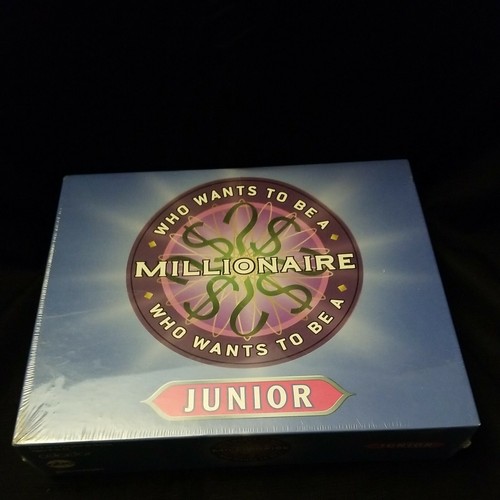 WHO WANTS TO BE A
MILLIONAIRE
WHO WANTS TO BE A
JUNIOR